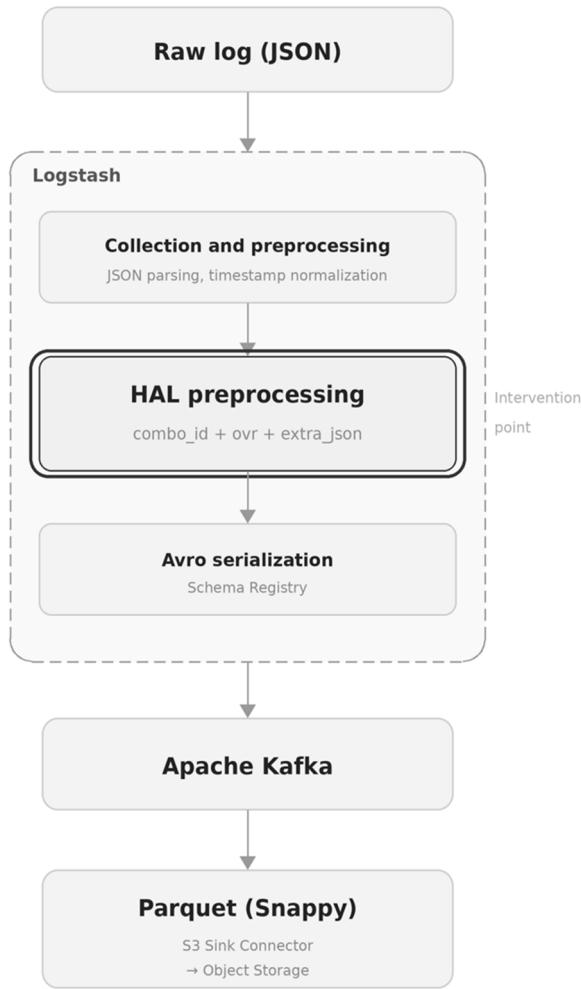 Raw log (JSON)
Logstash
Collection and preprocessing
JSON parsing, timestamp normalization
HAL preprocessing
combo_id + ovr + extra_json
Intervention
point
Avro serialization
Schema Registry
Apache Kafka
Parquet (Snappy)
S3 Sink Connector
→ Object Storage